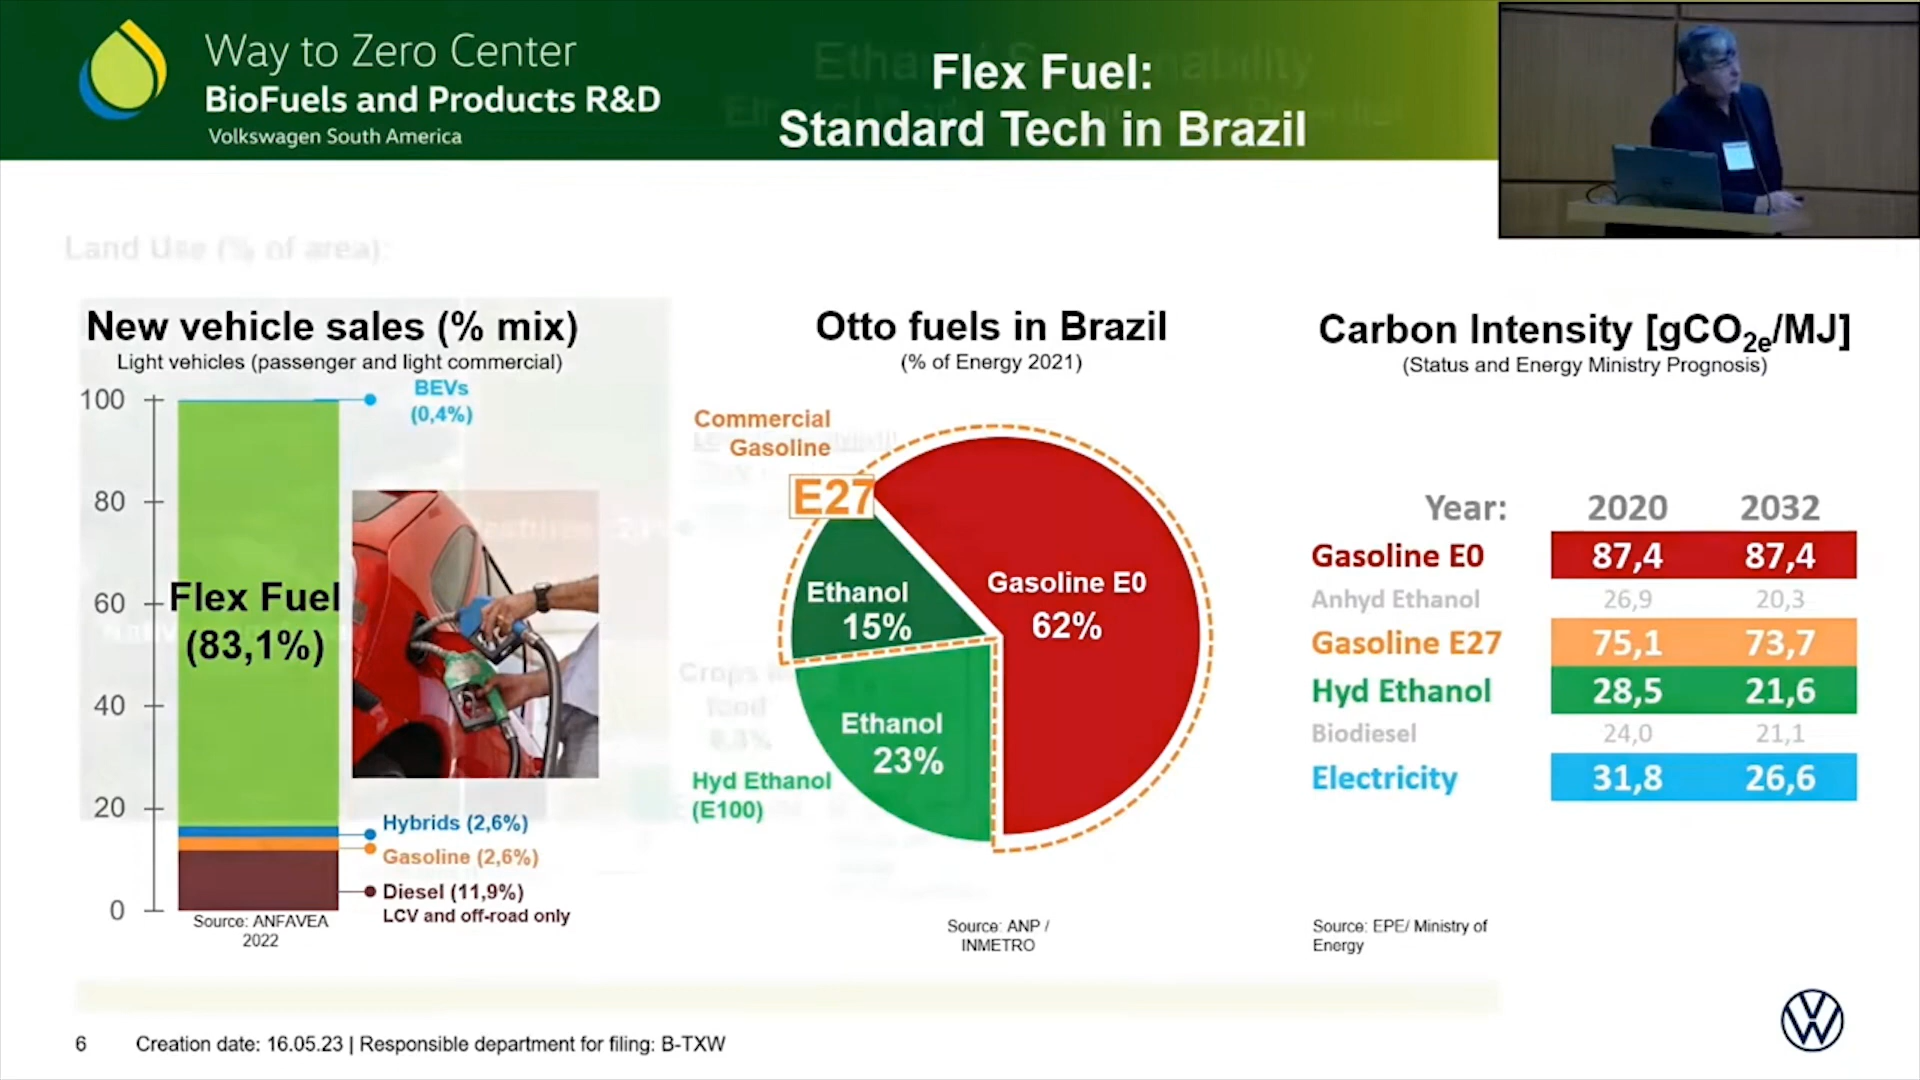 Way to Zero Center
BioFuels and Products R&D
Volkswagen South America
Flex Fuel:
Standard Tech in Brazil
Land Use (% of area):
New vehicle sales (% mix)
Light vehicles (passenger and light commercial)
100
80
60
40
20
0
BEVs
(0,4%)
Flex Fuel
(83,1%)
Hybrids (2,6%)
Gasoline (2,6%)
Diesel (11,9%)
LCV and off-road only
Source: ANFAVEA
2022
Otto fuels in Brazil
(% of Energy 2021)
Commercial
Gasoline
E27
Ethanol
15%
Gasoline E0
62%
Ethanol
23%
Hyd Ethanol
(E100)
Source: ANP /
INMETRO
Carbon Intensity [gCO2e/MJ]
(Status and Energy Ministry Prognosis)
Year: 2020 2032
Gasoline E0 87,4 87,4
Anhyd Ethanol 26,9 20,3
Gasoline E27 75,1 73,7
Hyd Ethanol 28,5 21,6
Biodiesel 24,0 21,1
Electricity 31,8 26,6
Source: EPE/ Ministry of
Energy
6 Creation date: 16.05.23 | Responsible department for filing: B-TXW